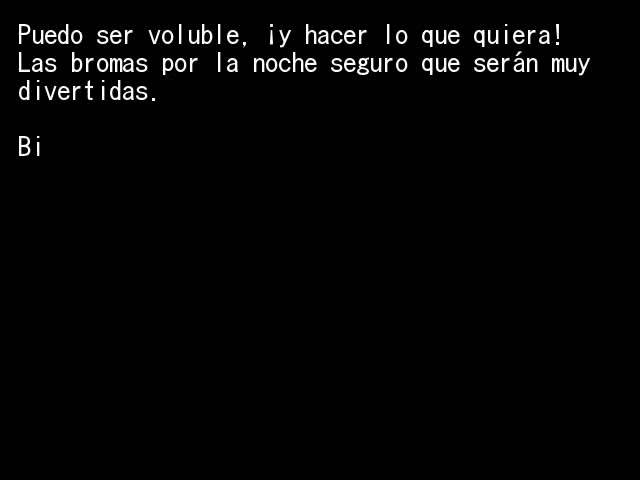 Puedo ser voluble, ¡y hacer lo que quiera!
Las bromas por la noche seguro que serán muy
divertidas.
Bi